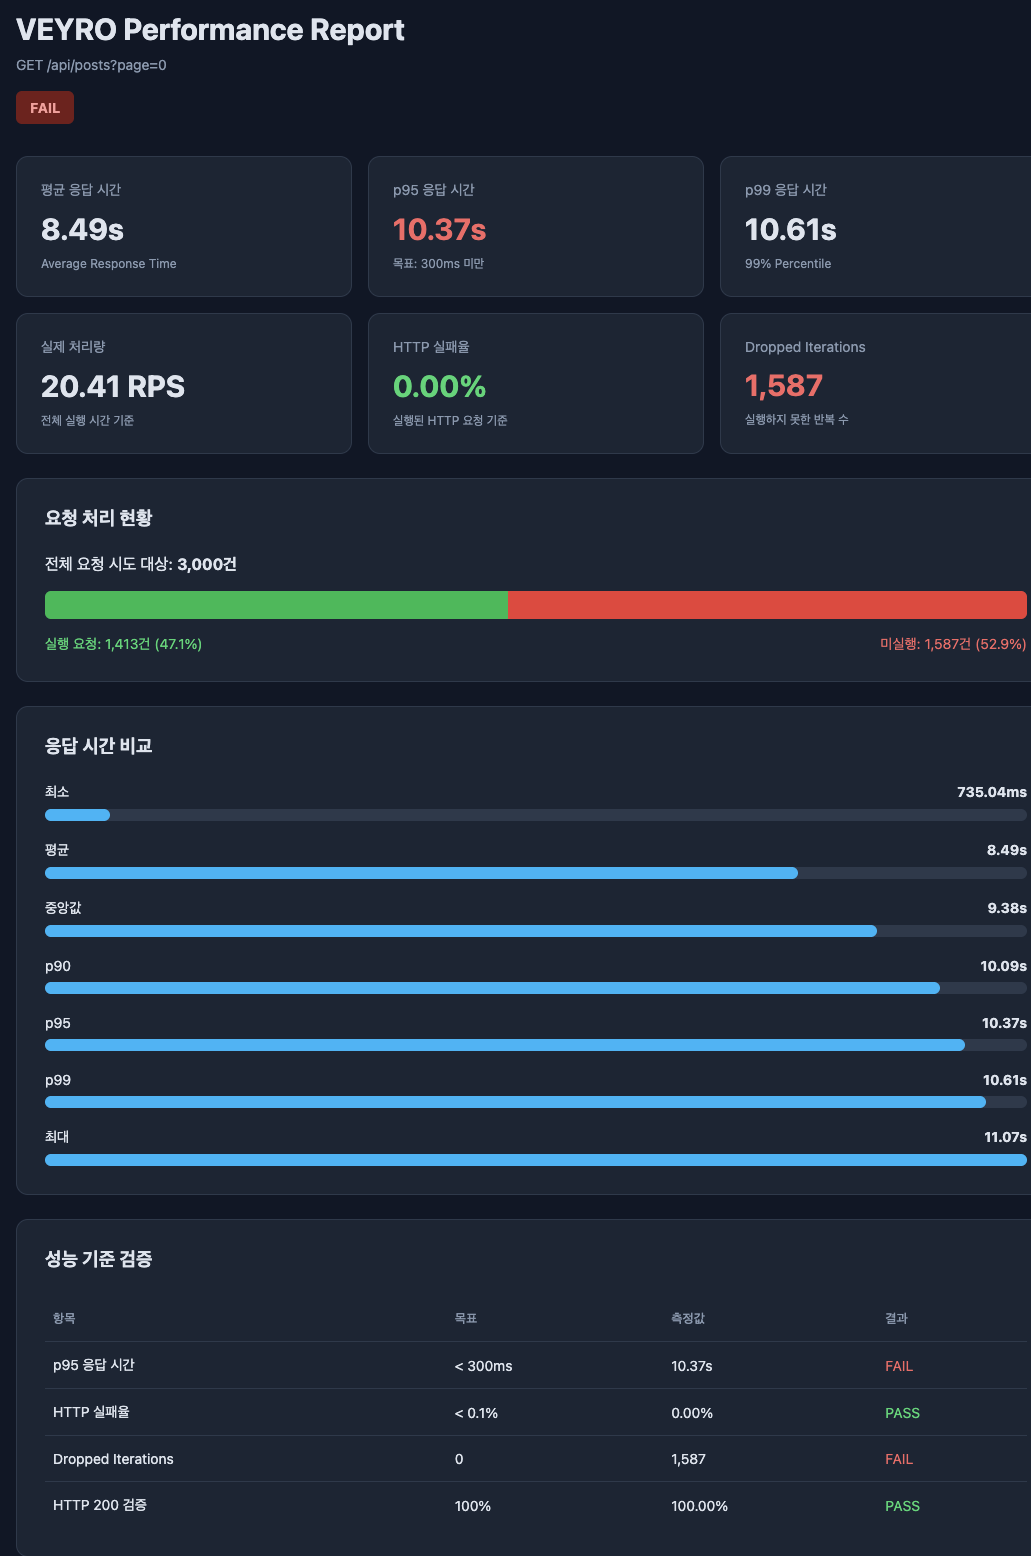 VEYRO Performance Report
GET /api/posts?page=0
FAIL
평균 응답 시간
8.49s
Average Response Time
p95 응답 시간
10.37s
목표: 300ms 미만
p99 응답 시간
10.61s
99% Percentile
실제 처리량
20.41 RPS
전체 실행 시간 기준
HTTP 실패율
0.00%
실행된 HTTP 요청 기준
Dropped Iterations
1,587
실행하지 못한 반복 수
요청 처리 현황
전체 요청 시도 대상: 3,000건
실행 요청: 1,413건 (47.1%)
미실행: 1,587건 (52.9%)
응답 시간 비교
최소 735.04ms
평균 8.49s
중앙값 9.38s
p90 10.09s
p95 10.37s
p99 10.61s
최대 11.07s
성능 기준 검증
항목 목표 측정값 결과
p95 응답 시간 < 300ms 10.37s FAIL
HTTP 실패율 < 0.1% 0.00% PASS
Dropped Iterations 0 1,587 FAIL
HTTP 200 검증 100% 100.00% PASS